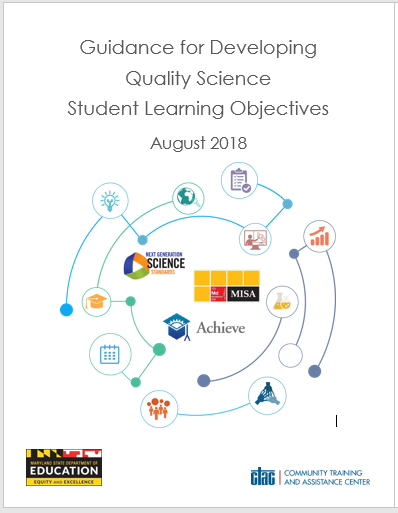 Guidance for Developing
Quality Science
Student Learning Objectives
August 2018
NEXT GENERATION
SCIENCE
STANDARDS
MISA
Achieve
MARYLAND STATE DEPARTMENT OF
EDUCATION
EQUITY AND EXCELLENCE
ctac
COMMUNITY TRAINING
AND ASSISTANCE CENTER